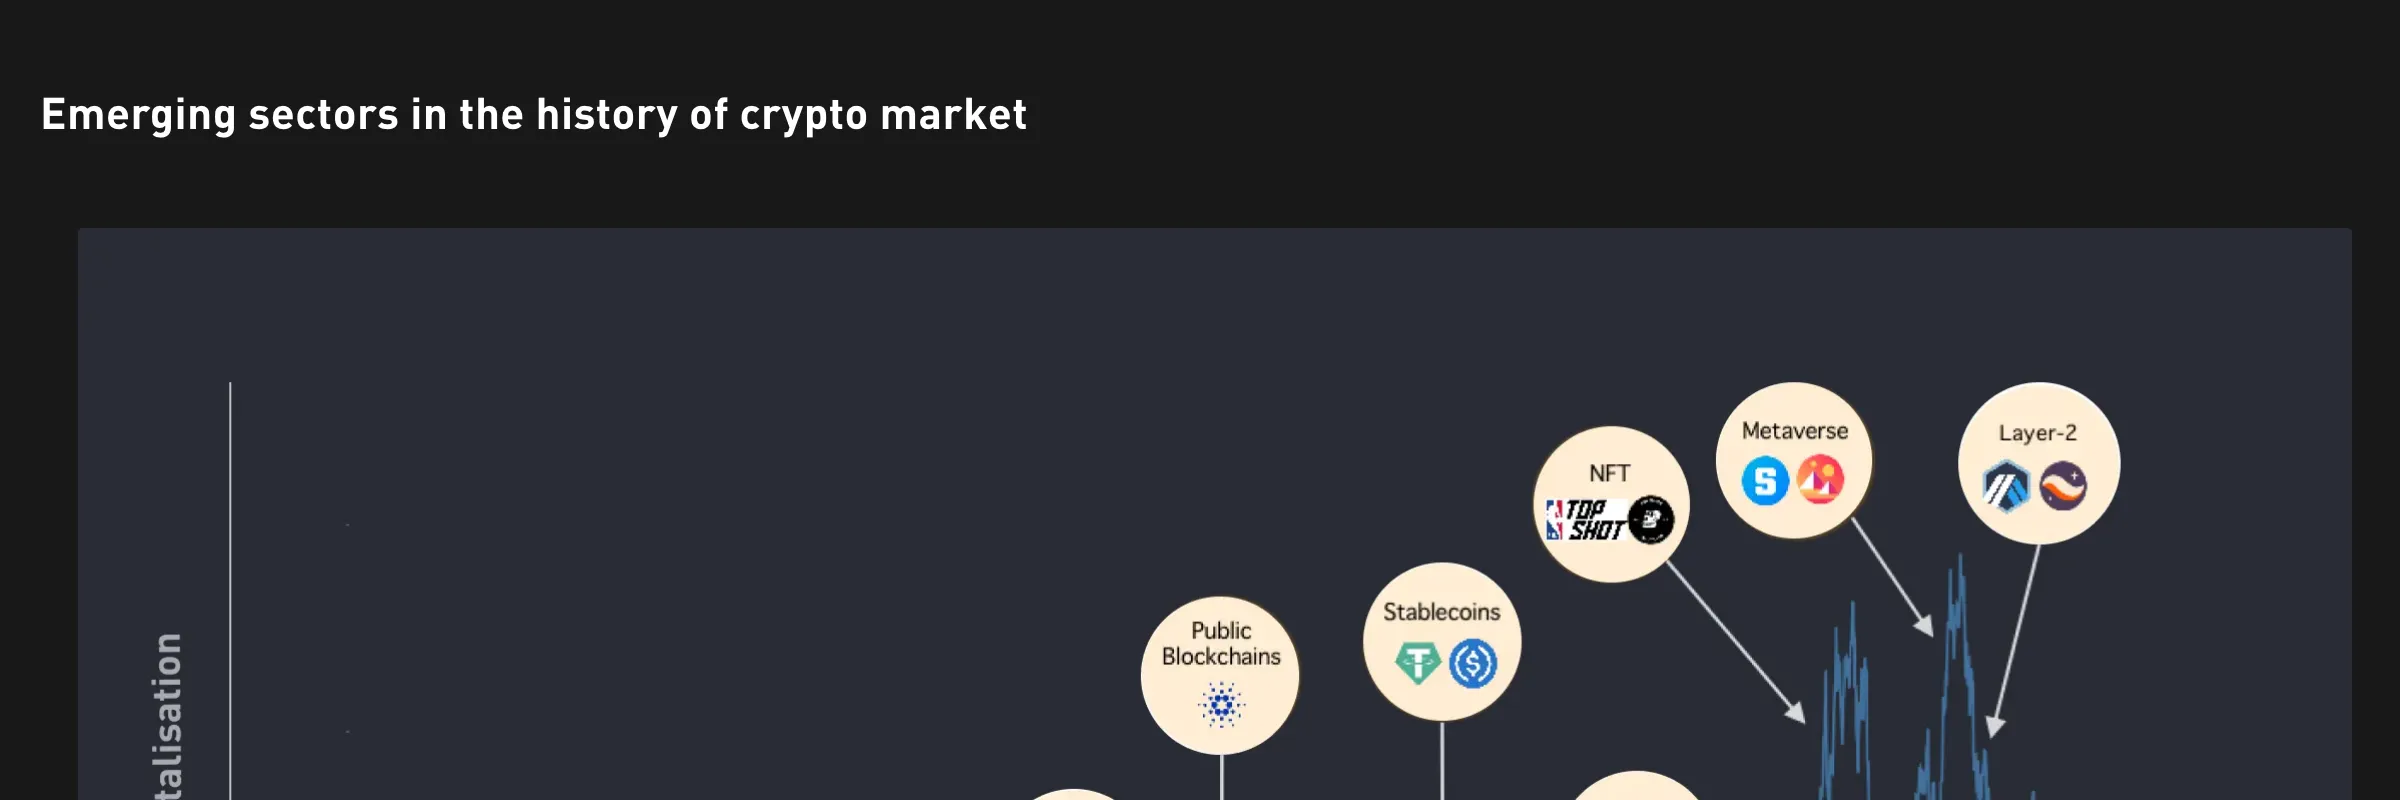 Emerging sectors in the history of crypto market
Metaverse
Layer-2
NFT
TOP
SHOT
Stablecoins
Public
Blockchains
talisation